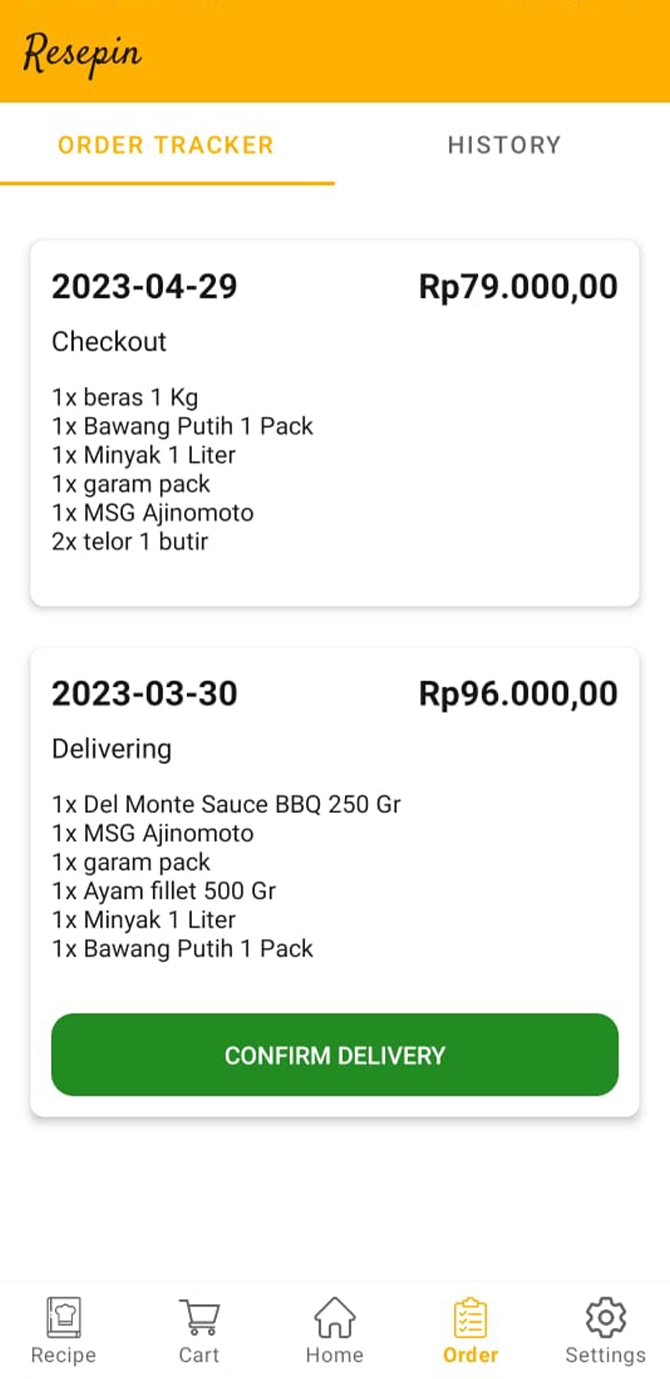 Resepin
ORDER TRACKER
HISTORY
2023-04-29
Rp79.000,00
Checkout
1x beras 1 Kg
1x Bawang Putih 1 Pack
1x Minyak 1 Liter
1x garam pack
1x MSG Ajinomoto
2x telor 1 butir
2023-03-30
Rp96.000,00
Delivering
1x Del Monte Sauce BBQ 250 Gr
1x MSG Ajinomoto
1x garam pack
1x Ayam fillet 500 Gr
1x Minyak 1 Liter
1x Bawang Putih 1 Pack
CONFIRM DELIVERY
Recipe
Cart
Home
Order
Settings